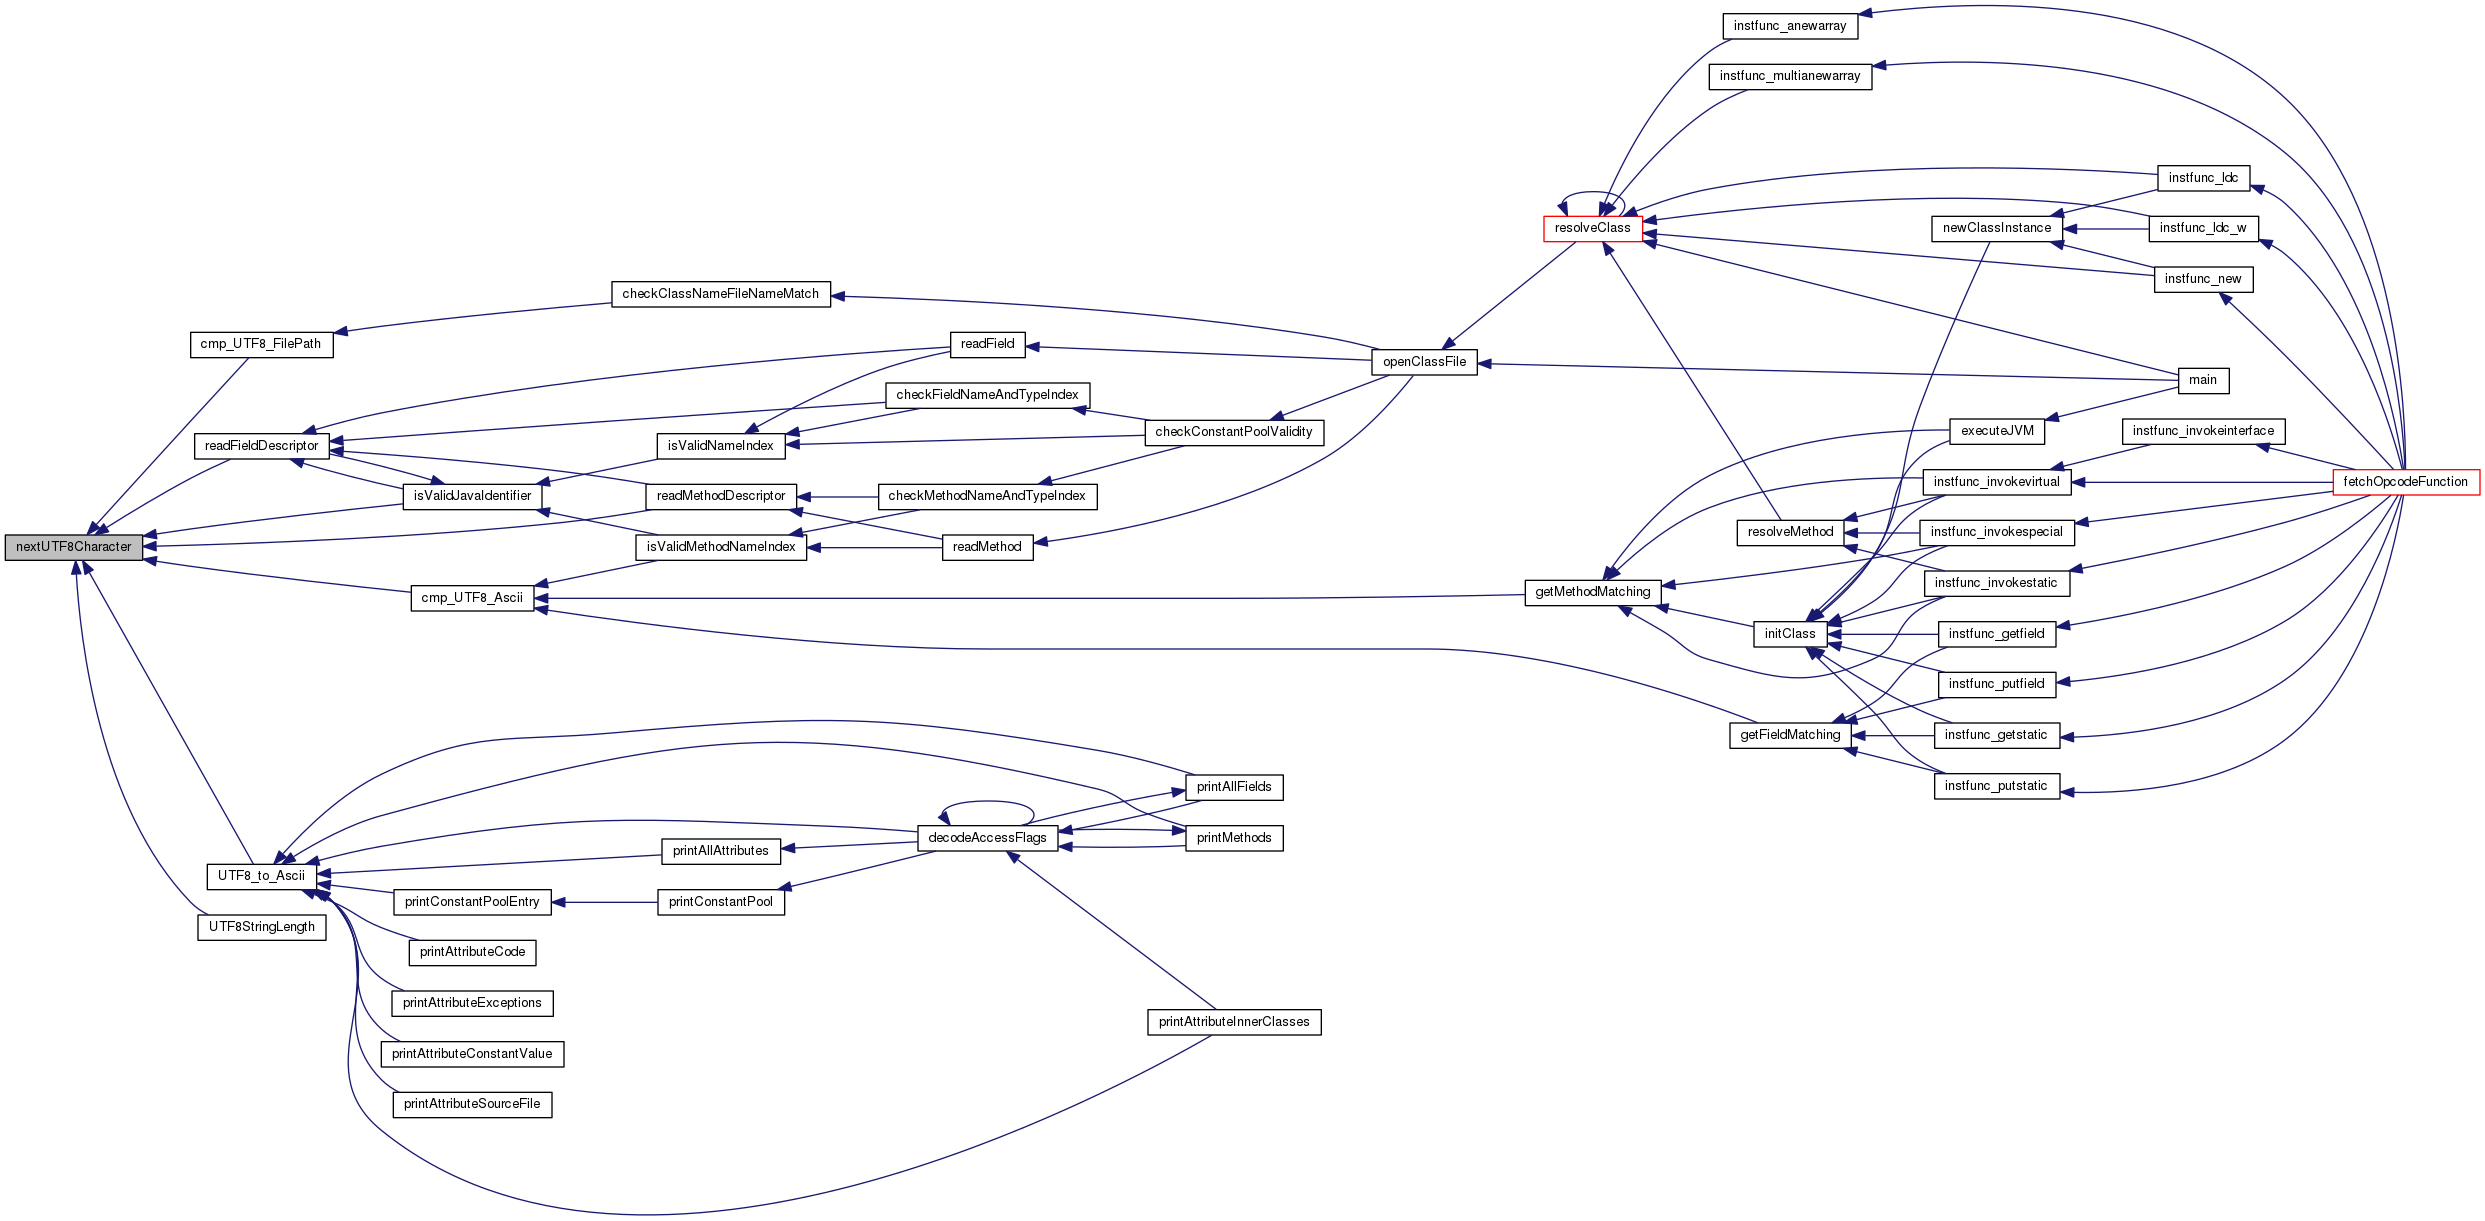 instfunc_anewarray
instfunc_multianewarray
instfunc_ldc
resolveClass
newClassInstance
instfunc_ldc_w
instfunc_new
checkClassNameFileNameMatch
cmp_UTF8_FilePath
readField
openClassFile
main
checkFieldNameAndTypeIndex
readFieldDescriptor
isValidNameIndex
checkConstantPoolValidity
executeJVM
instfunc_invokeinterface
isValidJavaIdentifier
readMethodDescriptor
checkMethodNameAndTypeIndex
instfunc_invokevirtual
fetchOpcodeFunction
nextUTF8Character
isValidMethodNameIndex
readMethod
resolveMethod
instfunc_invokespecial
cmp_UTF8_Ascii
getMethodMatching
instfunc_invokestatic
initClass
instfunc_getfield
instfunc_putfield
getFieldMatching
instfunc_getstatic
printAllFields
instfunc_putstatic
decodeAccessFlags
printMethods
printAllAttributes
UTF8_to_Ascii
printConstantPoolEntry
printConstantPool
UTF8StringLength
printAttributeCode
printAttributeExceptions
printAttributeInnerClasses
printAttributeConstantValue
printAttributeSourceFile